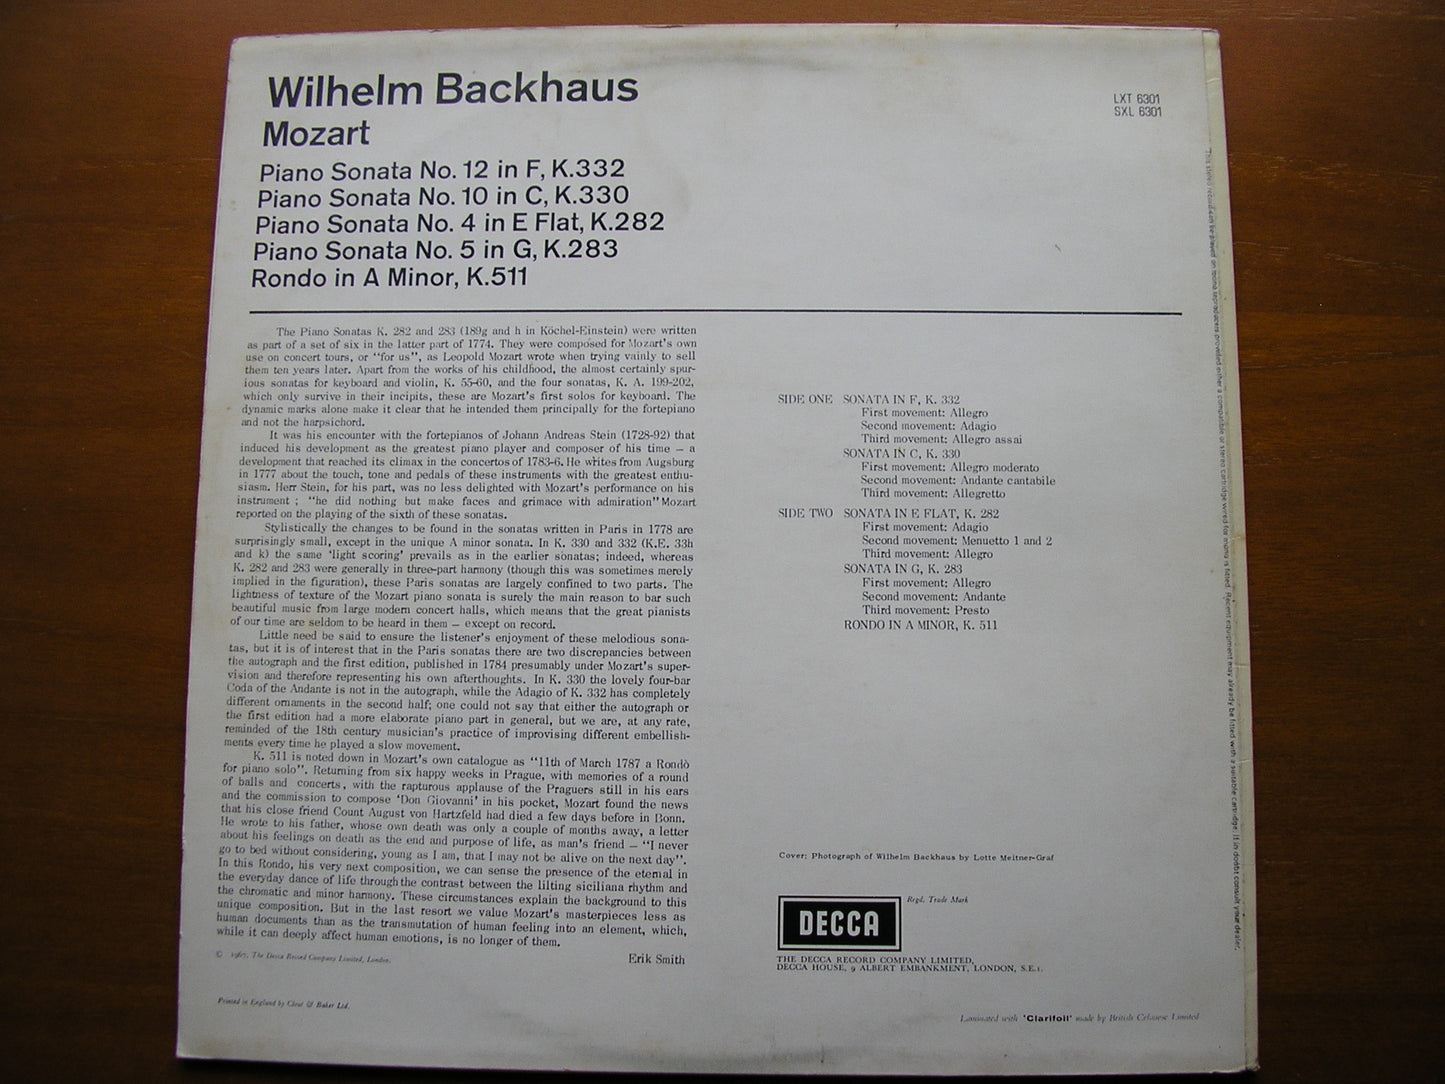 Wilhelm Backhaus
Mozart
Piano Sonata No. 12 in F, K.332
Piano Sonata No. 10 in C, K.330
Piano Sonata No. 4 in E Flat, K.282
Piano Sonata No. 5 in G, K.283
Rondo in A Minor, K.511
LXT 6301
SXL 6301
The Piano Sonatas K. 282 and 283 (189g and h in Köchel-Einstein) were written
as part of a set of six in the latter part of 1774. They were composed for Mozart's own
use on concert tours, or "for us", as Leopold Mozart wrote when trying vainly to sell
them ten years later. Apart from the works of his childhood, the almost certainly spur-
ious sonatas for keyboard and violin, K. 55-60, and the four sonatas, K. A. 199-202,
which only survive in their incipits, these are Mozart's first solos for keyboard. The
dynamic marks alone make it clear that he intended them principally for the fortepiano
and not the harpsichord.
It was his encounter with the fortepianos of Johann Andreas Stein (1728-92) that
induced his development as the greatest piano player and composer of his time – a
development that reached its climax in the concertos of 1783-6. He writes from Augsburg
in 1777 about the touch, tone and pedals of these instruments with the greatest enthu-
siasm. Herr Stein, for his part, was no less delighted with Mozart's performance on his
instrument ; "he did nothing but make faces and grimace with admiration" Mozart
reported on the playing of the sixth of these sonatas.
Stylistically the changes to be found in the sonatas written in Paris in 1778 are
surprisingly small, except in the unique A minor sonata. In K. 330 and 332 (K.E. 33h
and k) the same 'light scoring' prevails as in the earlier sonatas; indeed, whereas
K. 282 and 283 were generally in three-part harmony (though this was sometimes merely
implied in the figuration), these Paris sonatas are largely confined to two parts. The
lightness of texture of the Mozart piano sonata is surely the main reason to bar such
beautiful music from large modern concert halls, which means that the great pianists
of our time are seldom to be heard in them – except on record.
Little need be said to ensure the listener's enjoyment of these melodious sona-
tas, but it is of interest that in the Paris sonatas there are two discrepancies between
the autograph and the first edition, published in 1784 presumably under Mozart's super-
vision and therefore representing his own afterthoughts. In K. 330 the lovely four-bar
Coda of the Andante is not in the autograph, while the Adagio of K. 332 has completely
different ornaments in the second half; one could not say that either the autograph or
the first edition had a more elaborate piano part in general, but we are, at any rate,
reminded of the 18th century musician's practice of improvising different embellish-
ments every time he played a slow movement.
K. 511 is noted down in Mozart's own catalogue as "11th of March 1787 a Rondò
for piano solo". Returning from six happy weeks in Prague, with memories of a round
of balls and concerts, with the rapturous applause of the Praguers still in his ears
and the commission to compose 'Don Giovanni' in his pocket, Mozart found the news
that his close friend Count August von Hartzfeld had died a few days before in Bonn.
He wrote to his father, whose own death was only a couple of months away, a letter
about his feelings on death as the end and purpose of life, as man's friend – "I never
go to bed without considering, young as I am, that I may not be alive on the next day".
In this Rondo, his very next composition, we can sense the presence of the eternal in
the everyday dance of life through the contrast between the lilting siciliana rhythm and
the chromatic and minor harmony. These circumstances explain the background to this
unique composition. But in the last resort we value Mozart's masterpieces less as
human documents than as the transmutation of human feeling into an element, which,
while it can deeply affect human emotions, is no longer of them.
Erik Smith
© 1967, The Decca Record Company Limited, London.
Printed in England by Clout & Baker Ltd.
SIDE ONE SONATA IN F, K. 332
First movement: Allegro
Second movement: Adagio
Third movement: Allegro assai
SONATA IN C, K. 330
First movement: Allegro moderato
Second movement: Andante cantabile
Third movement: Allegretto
SIDE TWO SONATA IN E FLAT, K. 282
First movement: Adagio
Second movement: Menuetto 1 and 2
Third movement: Allegro
SONATA IN G, K. 283
First movement: Allegro
Second movement: Andante
Third movement: Presto
RONDO IN A MINOR, K. 511
Cover: Photograph of Wilhelm Backhaus by Lotte Meitner-Graf
DECCA
Regd. Trade Mark
THE DECCA RECORD COMPANY LIMITED,
DECCA HOUSE, 9 ALBERT EMBANKMENT, LONDON, S.E.1.
Laminated with 'Clarifoil' made by British Celanese Limited
This stereo record can be played on mono reproducers provided either a compatible or stereo cartridge wired for mono is fitted. Recent equipment may already be fitted with a suitable cartridge. If in doubt consult your dealer.